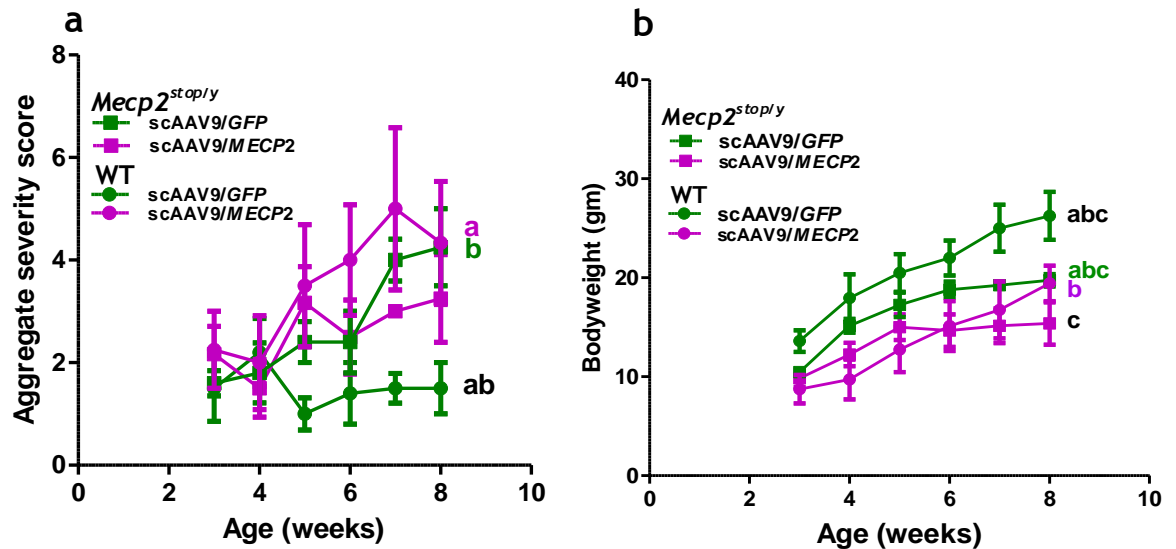 a
Aggregate severity score
8
6
4
2
0
Mecp2stop/y
scAAV9/GFP
scAAV9/MECP2
WT
scAAV9/GFP
scAAV9/MECP2
a
b
ab
0 2 4 6 8 10
Age (weeks)
b
Bodyweight (gm)
40
30
20
10
0
Mecp2stop/y
scAAV9/GFP
scAAV9/MECP2
WT
scAAV9/GFP
scAAV9/MECP2
abc
abc
b
c
0 2 4 6 8 10
Age (weeks)